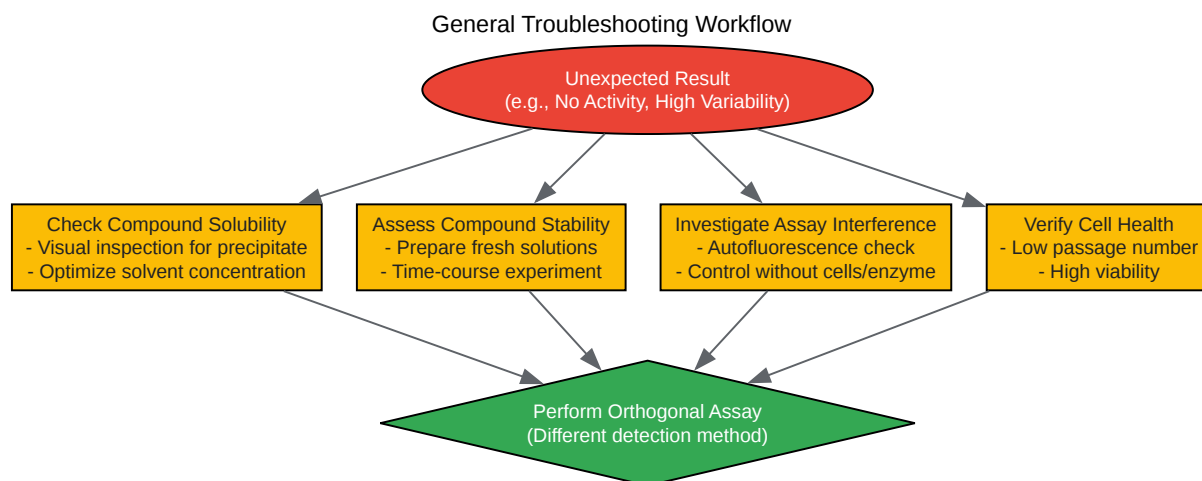 General Troubleshooting Workflow
Unexpected Result
(e.g., No Activity, High Variability)
Check Compound Solubility
- Visual inspection for precipitate
- Optimize solvent concentration
Assess Compound Stability
- Prepare fresh solutions
- Time-course experiment
Investigate Assay Interference
- Autofluorescence check
- Control without cells/enzyme
Verify Cell Health
- Low passage number
- High viability
Perform Orthogonal Assay
(Different detection method)